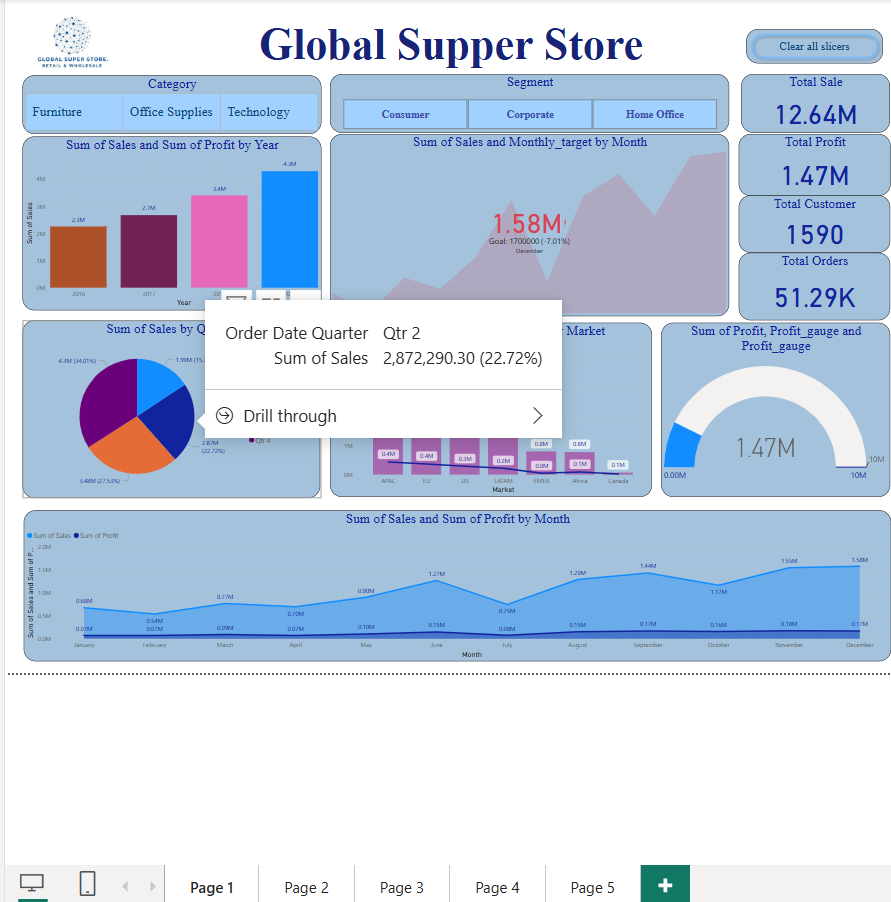 Global Supper Store
GLOBAL SUPER STORE.
RETAIL & WHOLESALE
Clear all slicers
Category
Furniture
Office Supplies
Technology
Segment
Consumer
Corporate
Home Office
Total Sale
12.64M
Total Profit
1.47M
Total Customer
1590
Total Orders
51.29K
Sum of Sales and Sum of Profit by Year
Sum of Sales
4M
3M
2M
1M
0M
2.3M
2.7M
3.4M
4.3M
2016
2017
Year
Sum of Sales and Monthly_target by Month
1.58M!
Goal: 1700000 (-7.01%)
December
Sum of Sales by Q
4.3M (34.01%)
1.99M (15.
2.87M
(22.72%)
3.48M (27.53%)
Qtr 4
Order Date Quarter Qtr 2
Sum of Sales 2,872,290.30 (22.72%)
Drill through
Market
1M
0M
0.4M
0.4M
0.3M
0.2M
0.8M
0.0M
0.8M
0.1M
0.1M
APAC
EU
US
LATAM
EMEA
Africa
Canada
Market
Sum of Profit, Profit_gauge and
Profit_gauge
1.47M
0.00M
10M
10M
Sum of Sales and Sum of Profit by Month
Sum of Sales
Sum of Profit
Sum of Sales and Sum of P...
2.0M
1.5M
1.0M
0.5M
0.0M
0.68M
0.54M
0.77M
0.70M
0.90M
1.27M
0.75M
1.29M
1.44M
1.17M
1.55M
1.58M
0.07M
0.07M
0.09M
0.07M
0.10M
0.15M
0.08M
0.15M
0.17M
0.16M
0.18M
0.17M
January
February
March
April
May
June
July
August
September
October
November
December
Month
Page 1
Page 2
Page 3
Page 4
Page 5
+